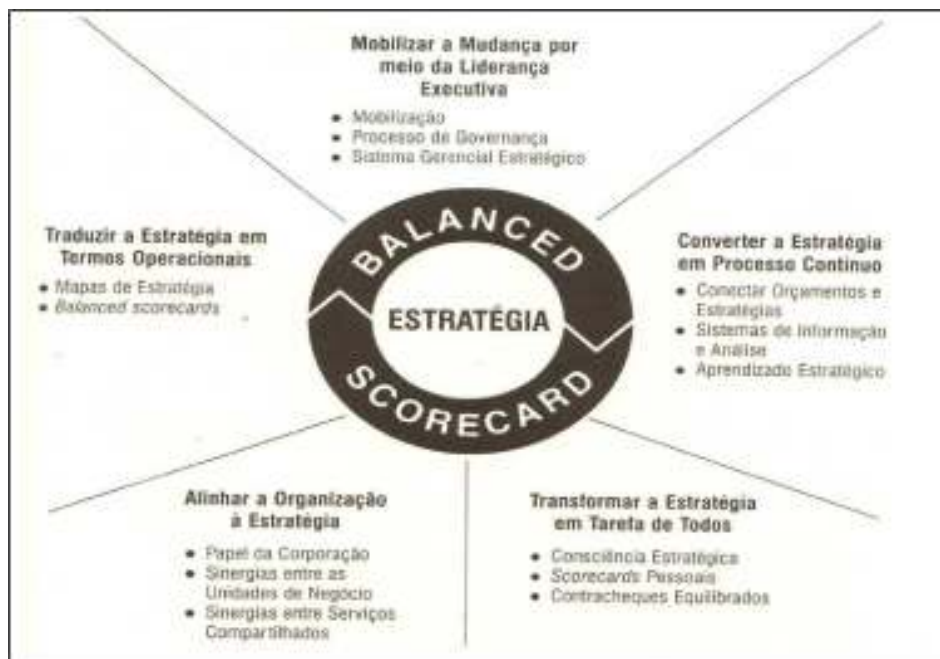 Mobilizar a Mudança por
meio da Liderança
Executiva
• Mobilização
• Processo de Governança
• Sistema Gerencial Estratégico
Traduzir a Estratégia em
Termos Operacionais
• Mapas de Estratégia
• Balanced scorecards
BALANCED
ESTRATÉGIA
SCORECARD
Converter a Estratégia
em Processo Contínuo
• Conectar Orçamentos e
Estratégias
• Sistemas de Informação
e Análise
• Aprendizado Estratégico
Alinhar a Organização
à Estratégia
• Papel da Corporação
• Sinergias entre as
Unidades de Negócio
• Sinergias entre Serviços
Compartilhados
Transformar a Estratégia
em Tarefa de Todos
• Consciência Estratégica
• Scorecards Pessoais
• Contracheques Equilibrados